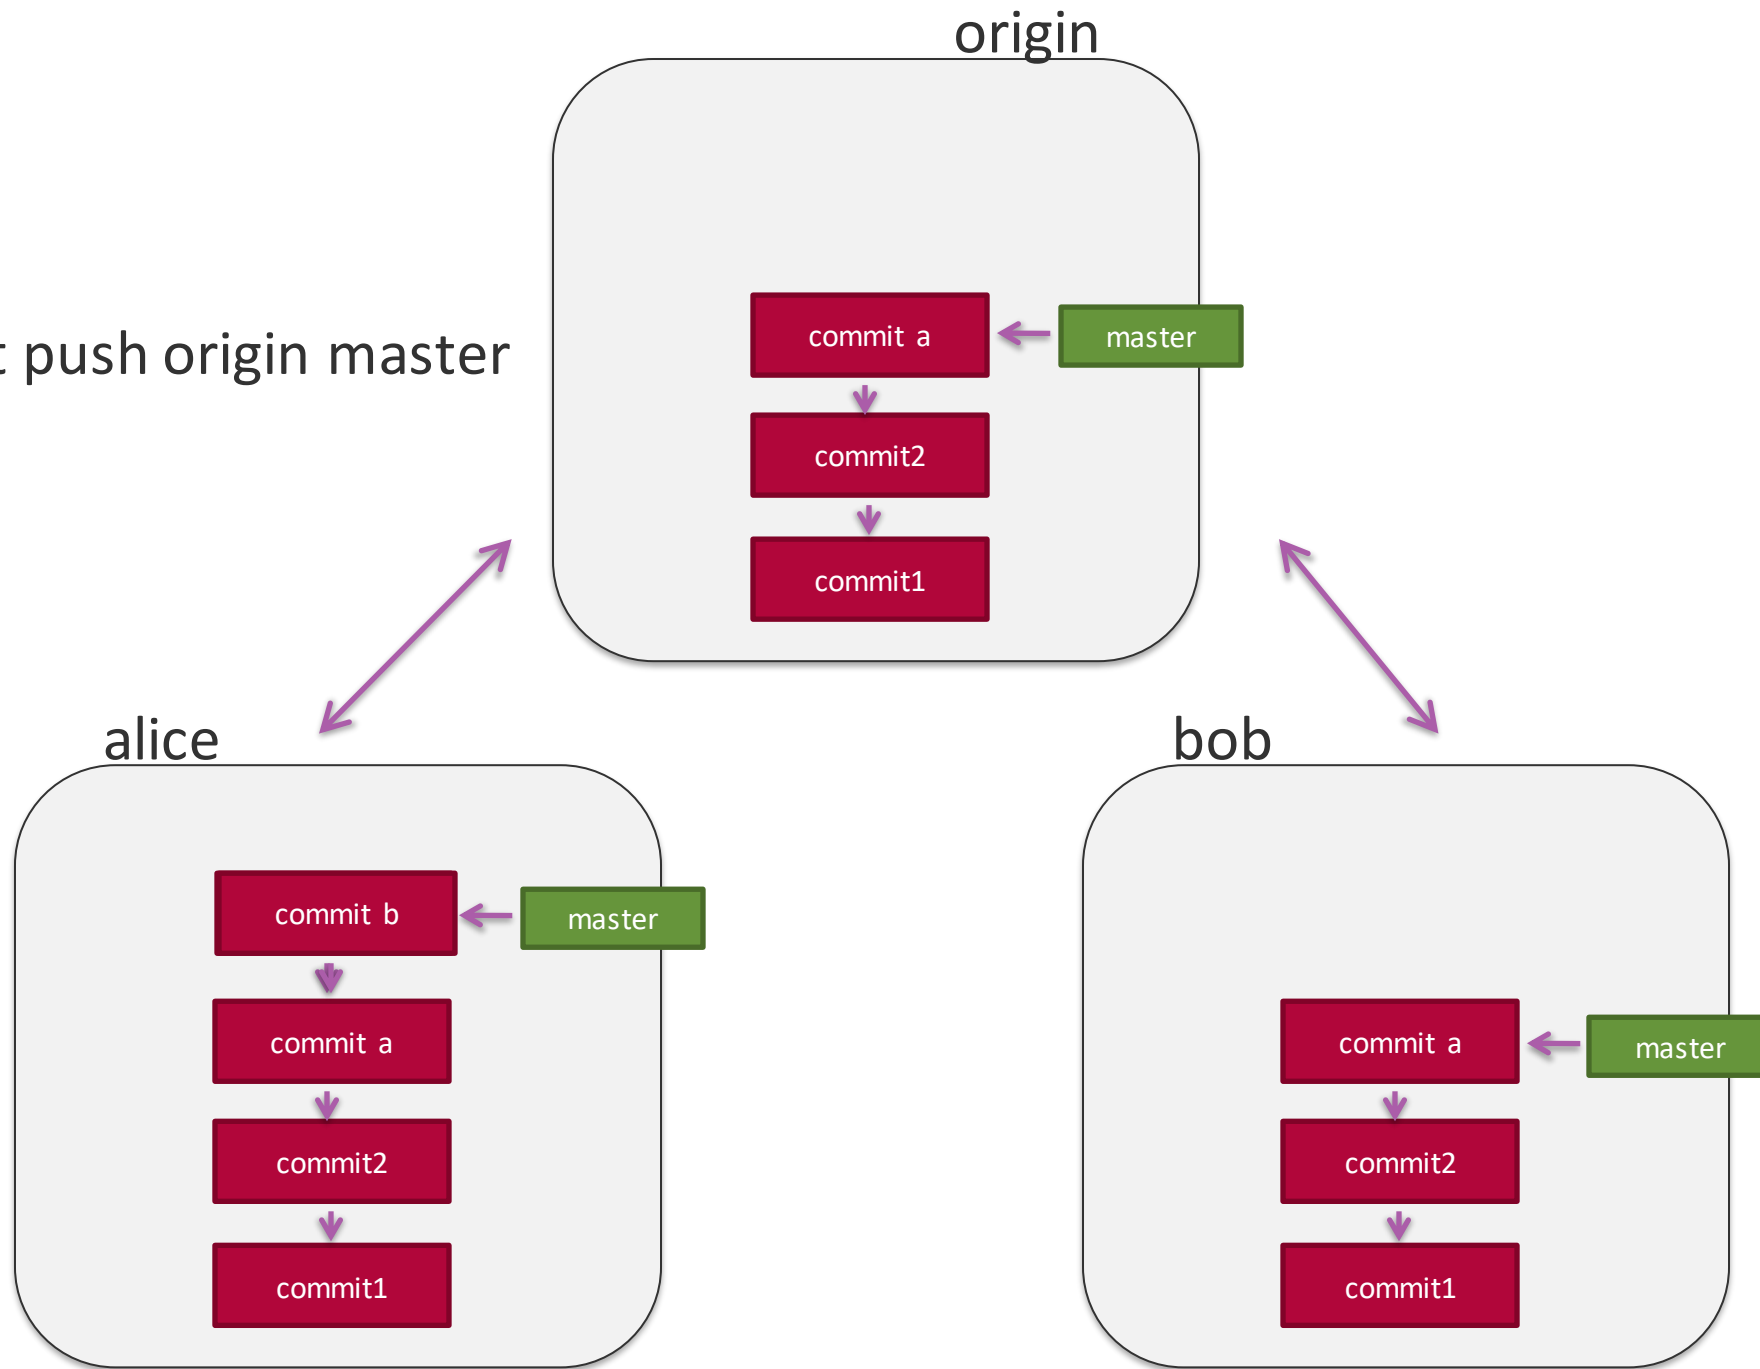 origin
commit a
master
t push origin master
commit2
commit1
alice
bob
commit b
master
commit a
commit a
master
commit2
commit2
commit1
commit1